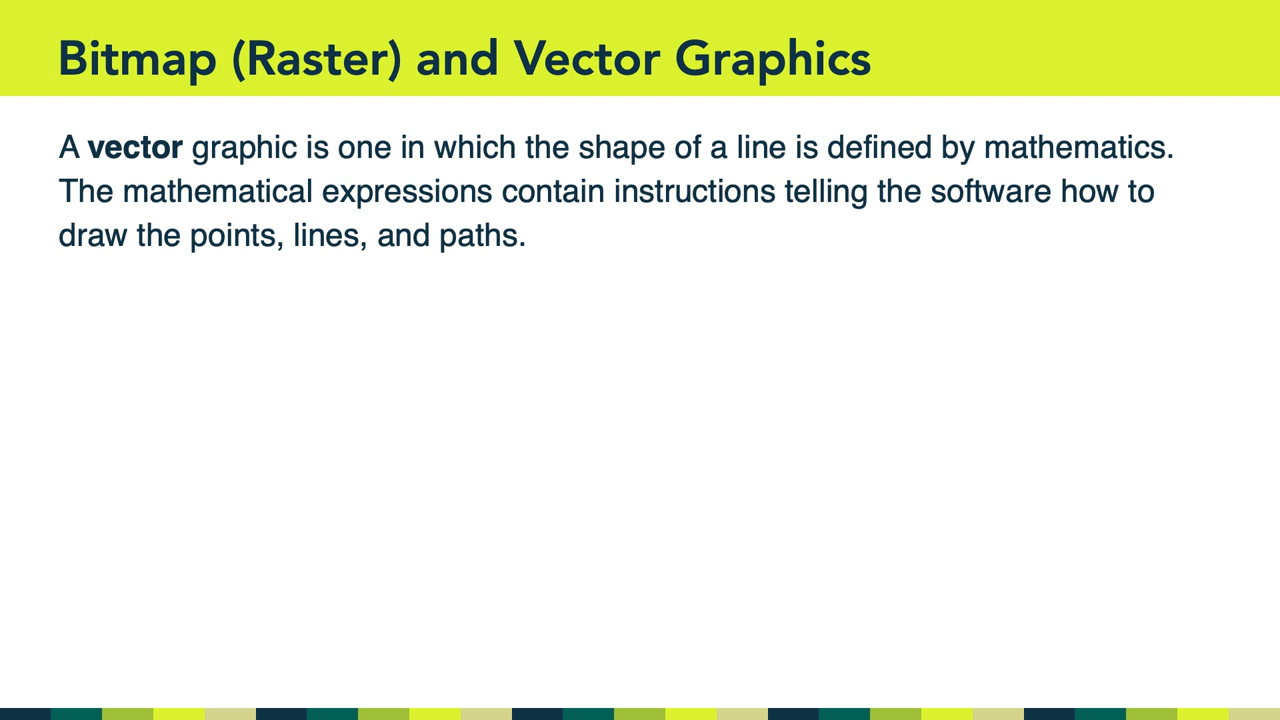 Bitmap (Raster) and Vector Graphics
A vector graphic is one in which the shape of a line is defined by mathematics.
The mathematical expressions contain instructions telling the software how to
draw the points, lines, and paths.